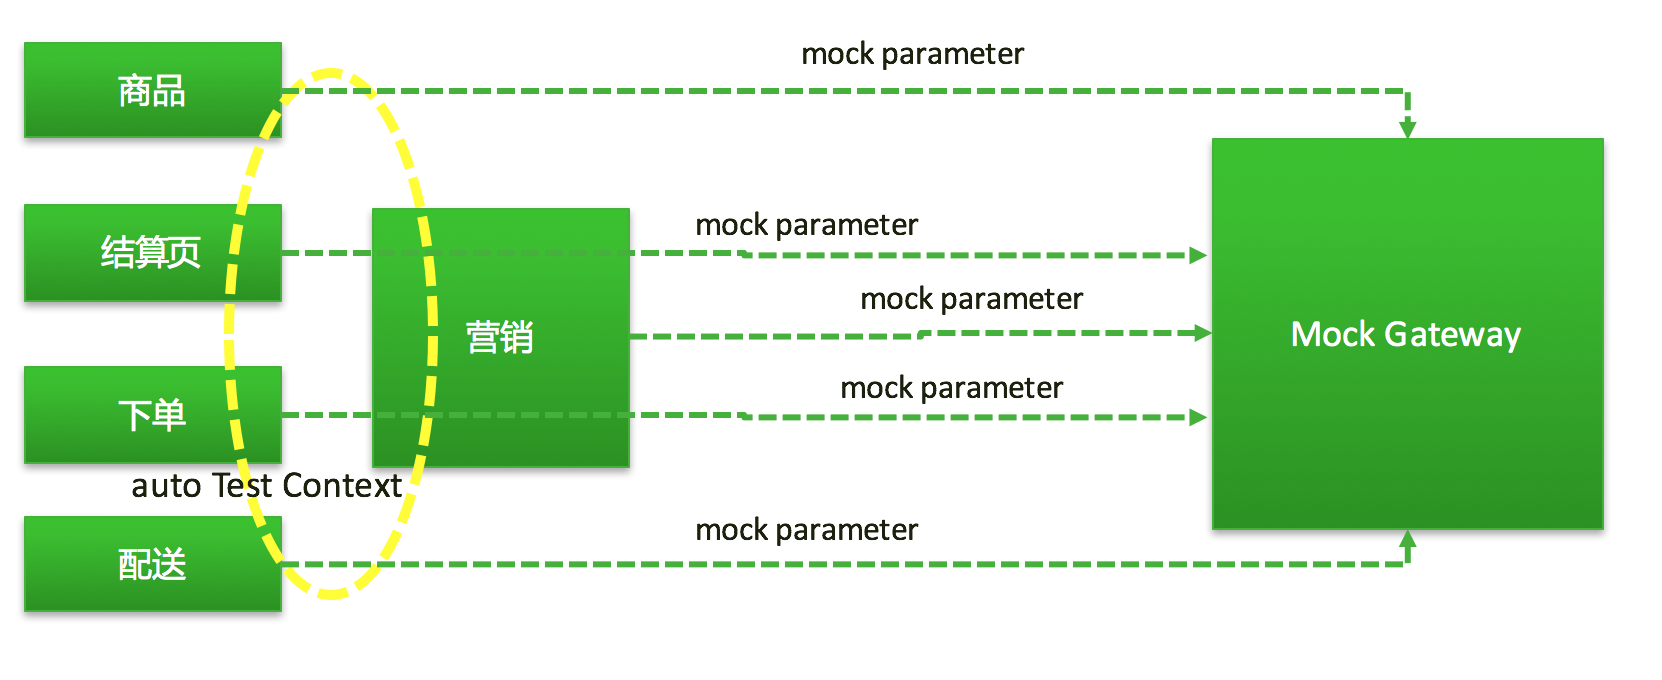 mock parameter
商品
mock parameter
结算页
mock parameter
营销
Mock Gateway
mock parameter
下单
auto Test Context
mock parameter
配送